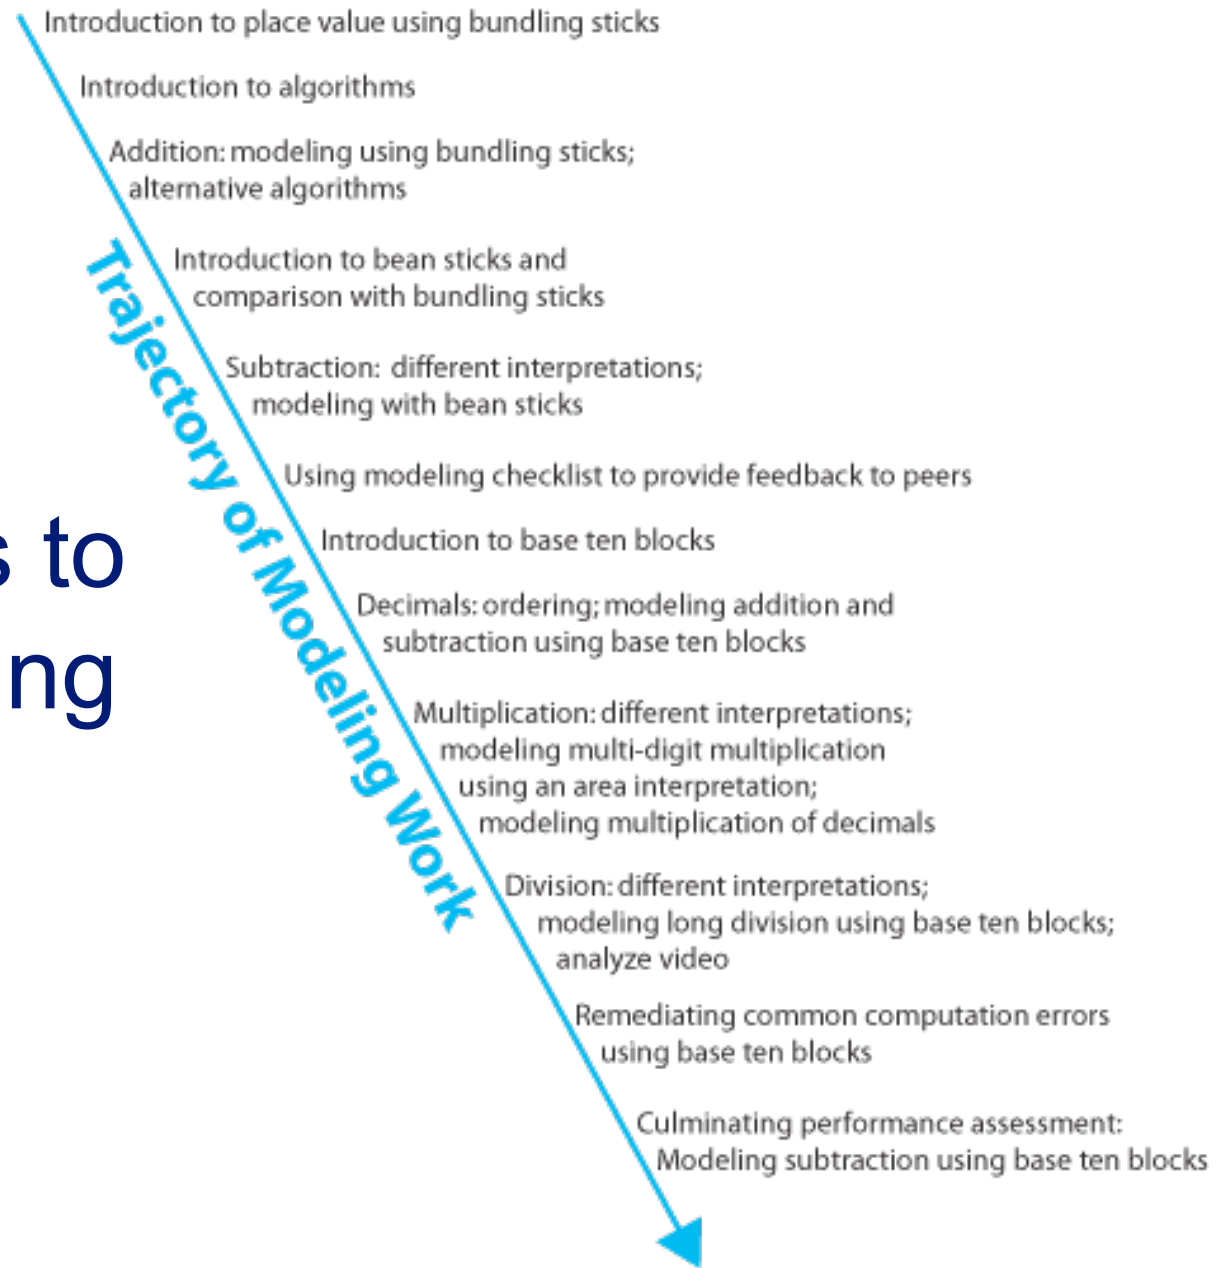 Introduction to place value using bundling sticks
Introduction to algorithms
Addition: modeling using bundling sticks;
alternative algorithms
Introduction to bean sticks and
comparison with bundling sticks
Subtraction: different interpretations;
modeling with bean sticks
Using modeling checklist to provide feedback to peers
Introduction to base ten blocks
Decimals: ordering; modeling addition and
subtraction using base ten blocks
Multiplication: different interpretations;
modeling multi-digit multiplication
using an area interpretation;
modeling multiplication of decimals
Division: different interpretations;
modeling long division using base ten blocks;
analyze video
Remediating common computation errors
using base ten blocks
Culminating performance assessment:
Modeling subtraction using base ten blocks
Trajectory of Modeling Work
to